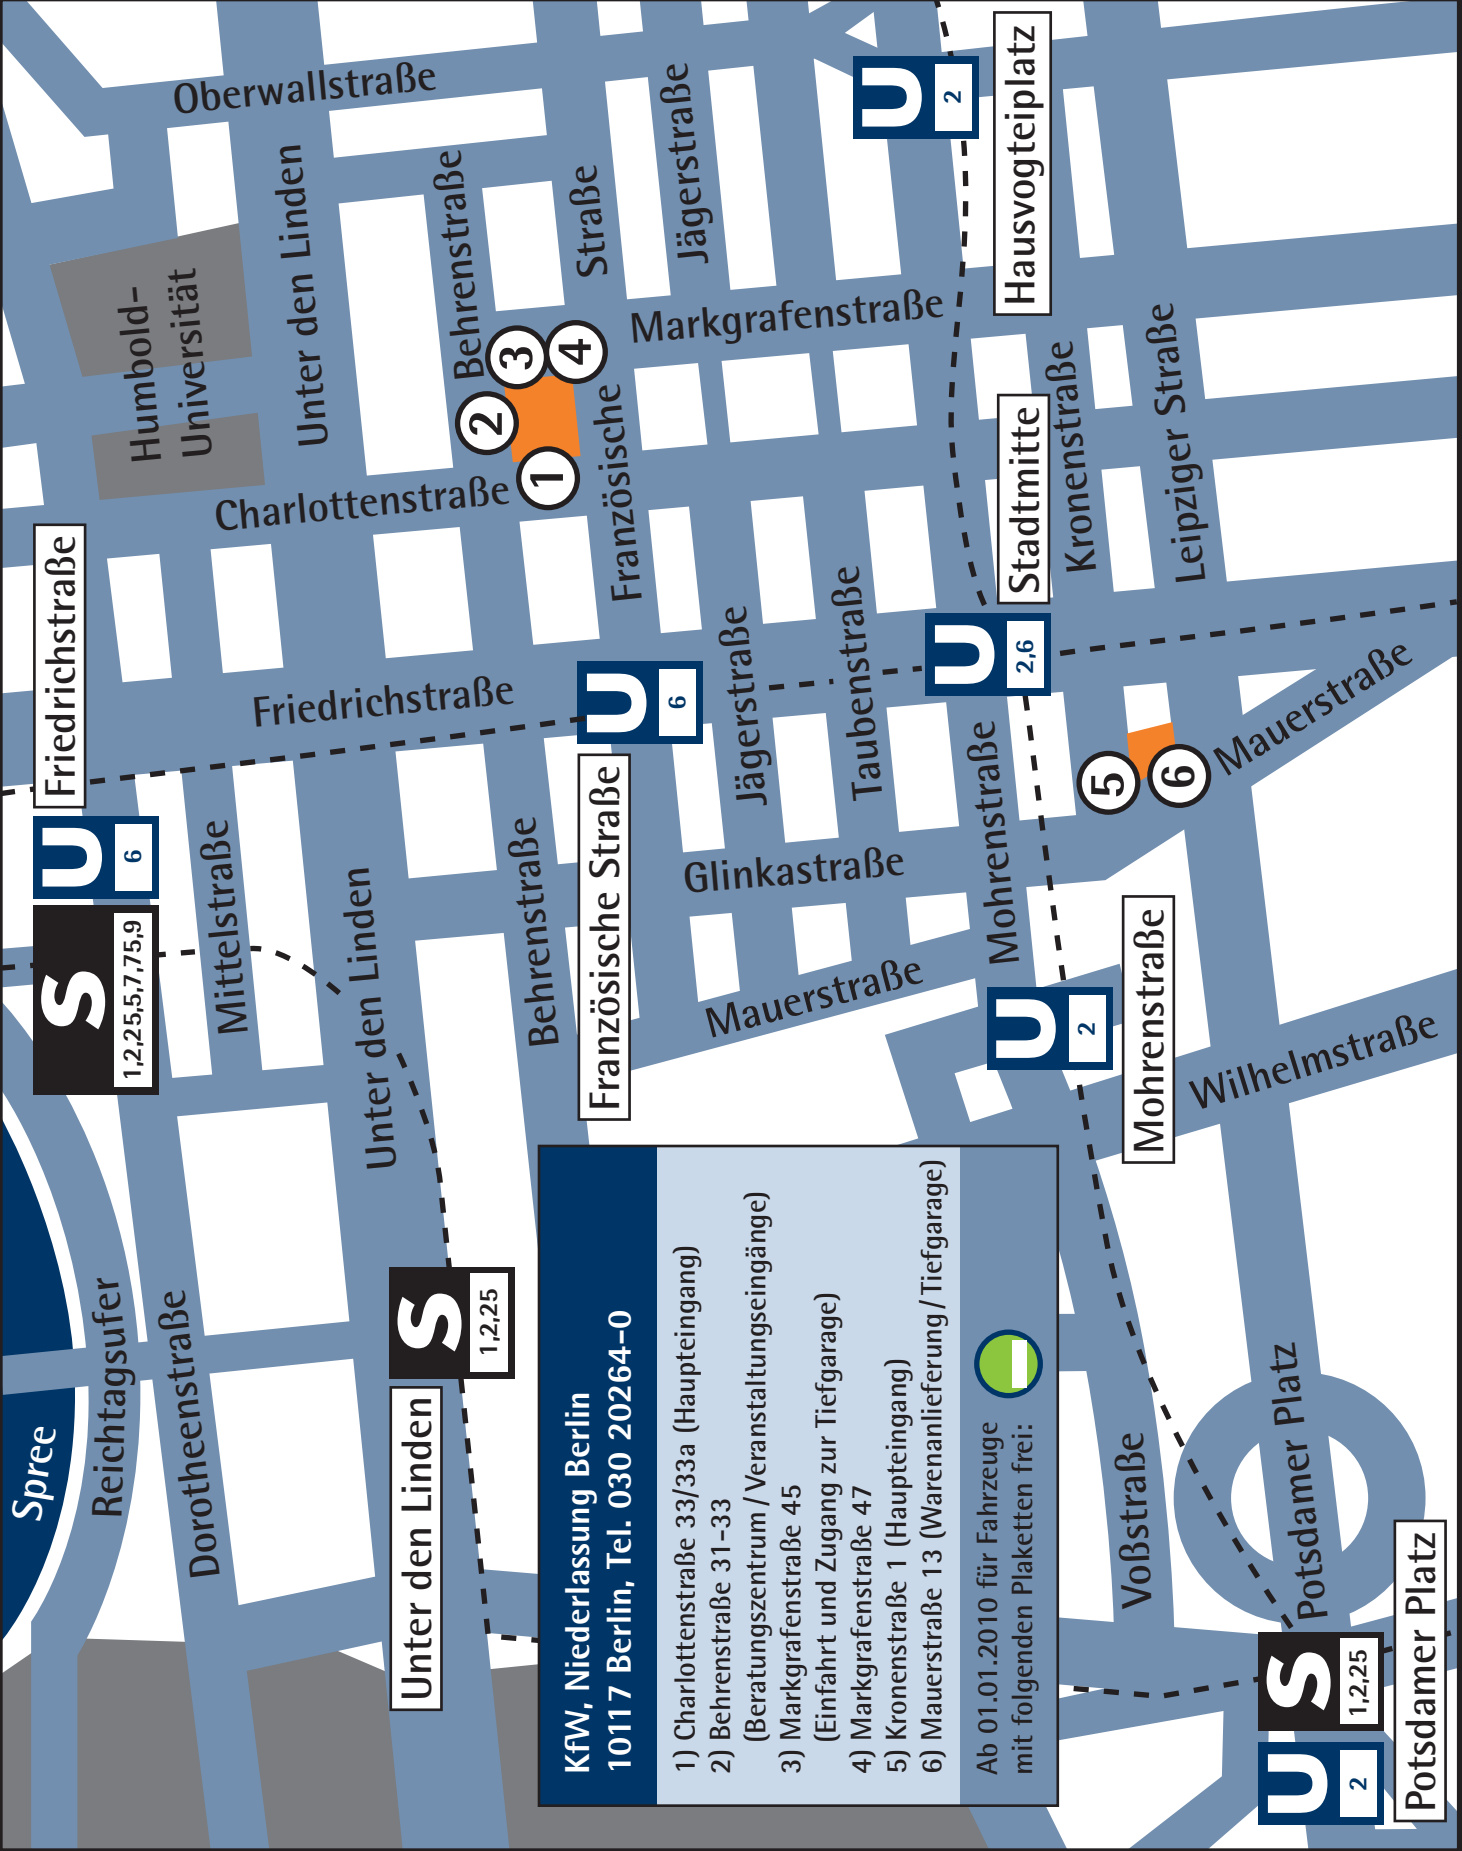 Spree
Reichtagsufer
Dorotheenstraße
Unter den Linden
S
1,2,25
S
1,2,25,5,7,75,9
U
6
Friedrichstraße
Mittelstraße
Unter den Linden
Behrenstraße
Friedrichstraße
Charlottenstraße
Humbold-
Universität
Unter den Linden
Oberwallstraße
Behrenstraße
1
2
3
4
Französische
Straße
Jägerstraße
Markgrafenstraße
U
2
Hausvogteiplatz
Französische Straße
U
6
Jägerstraße
Taubenstraße
Glinkastraße
Mauerstraße
Mohrenstraße
U
2,6
Stadtmitte
Kronenstraße
Leipziger Straße
5
6
Mauerstraße
U
2
Mohrenstraße
Wilhelmstraße
Voßstraße
Potsdamer Platz
Potsdamer Platz
U
2
S
1,2,25
Potsdamer Platz
KfW, Niederlassung Berlin
10117 Berlin, Tel. 030 20264-0
1) Charlottenstraße 33/33a (Haupteingang)
2) Behrenstraße 31-33
(Beratungszentrum / Veranstaltungseingänge)
3) Markgrafenstraße 45
(Einfahrt und Zugang zur Tiefgarage)
4) Markgrafenstraße 47
5) Kronenstraße 1 (Haupteingang)
6) Mauerstraße 13 (Warenanlieferung / Tiefgarage)
Ab 01.01.2010 für Fahrzeuge
mit folgenden Plaketten frei: